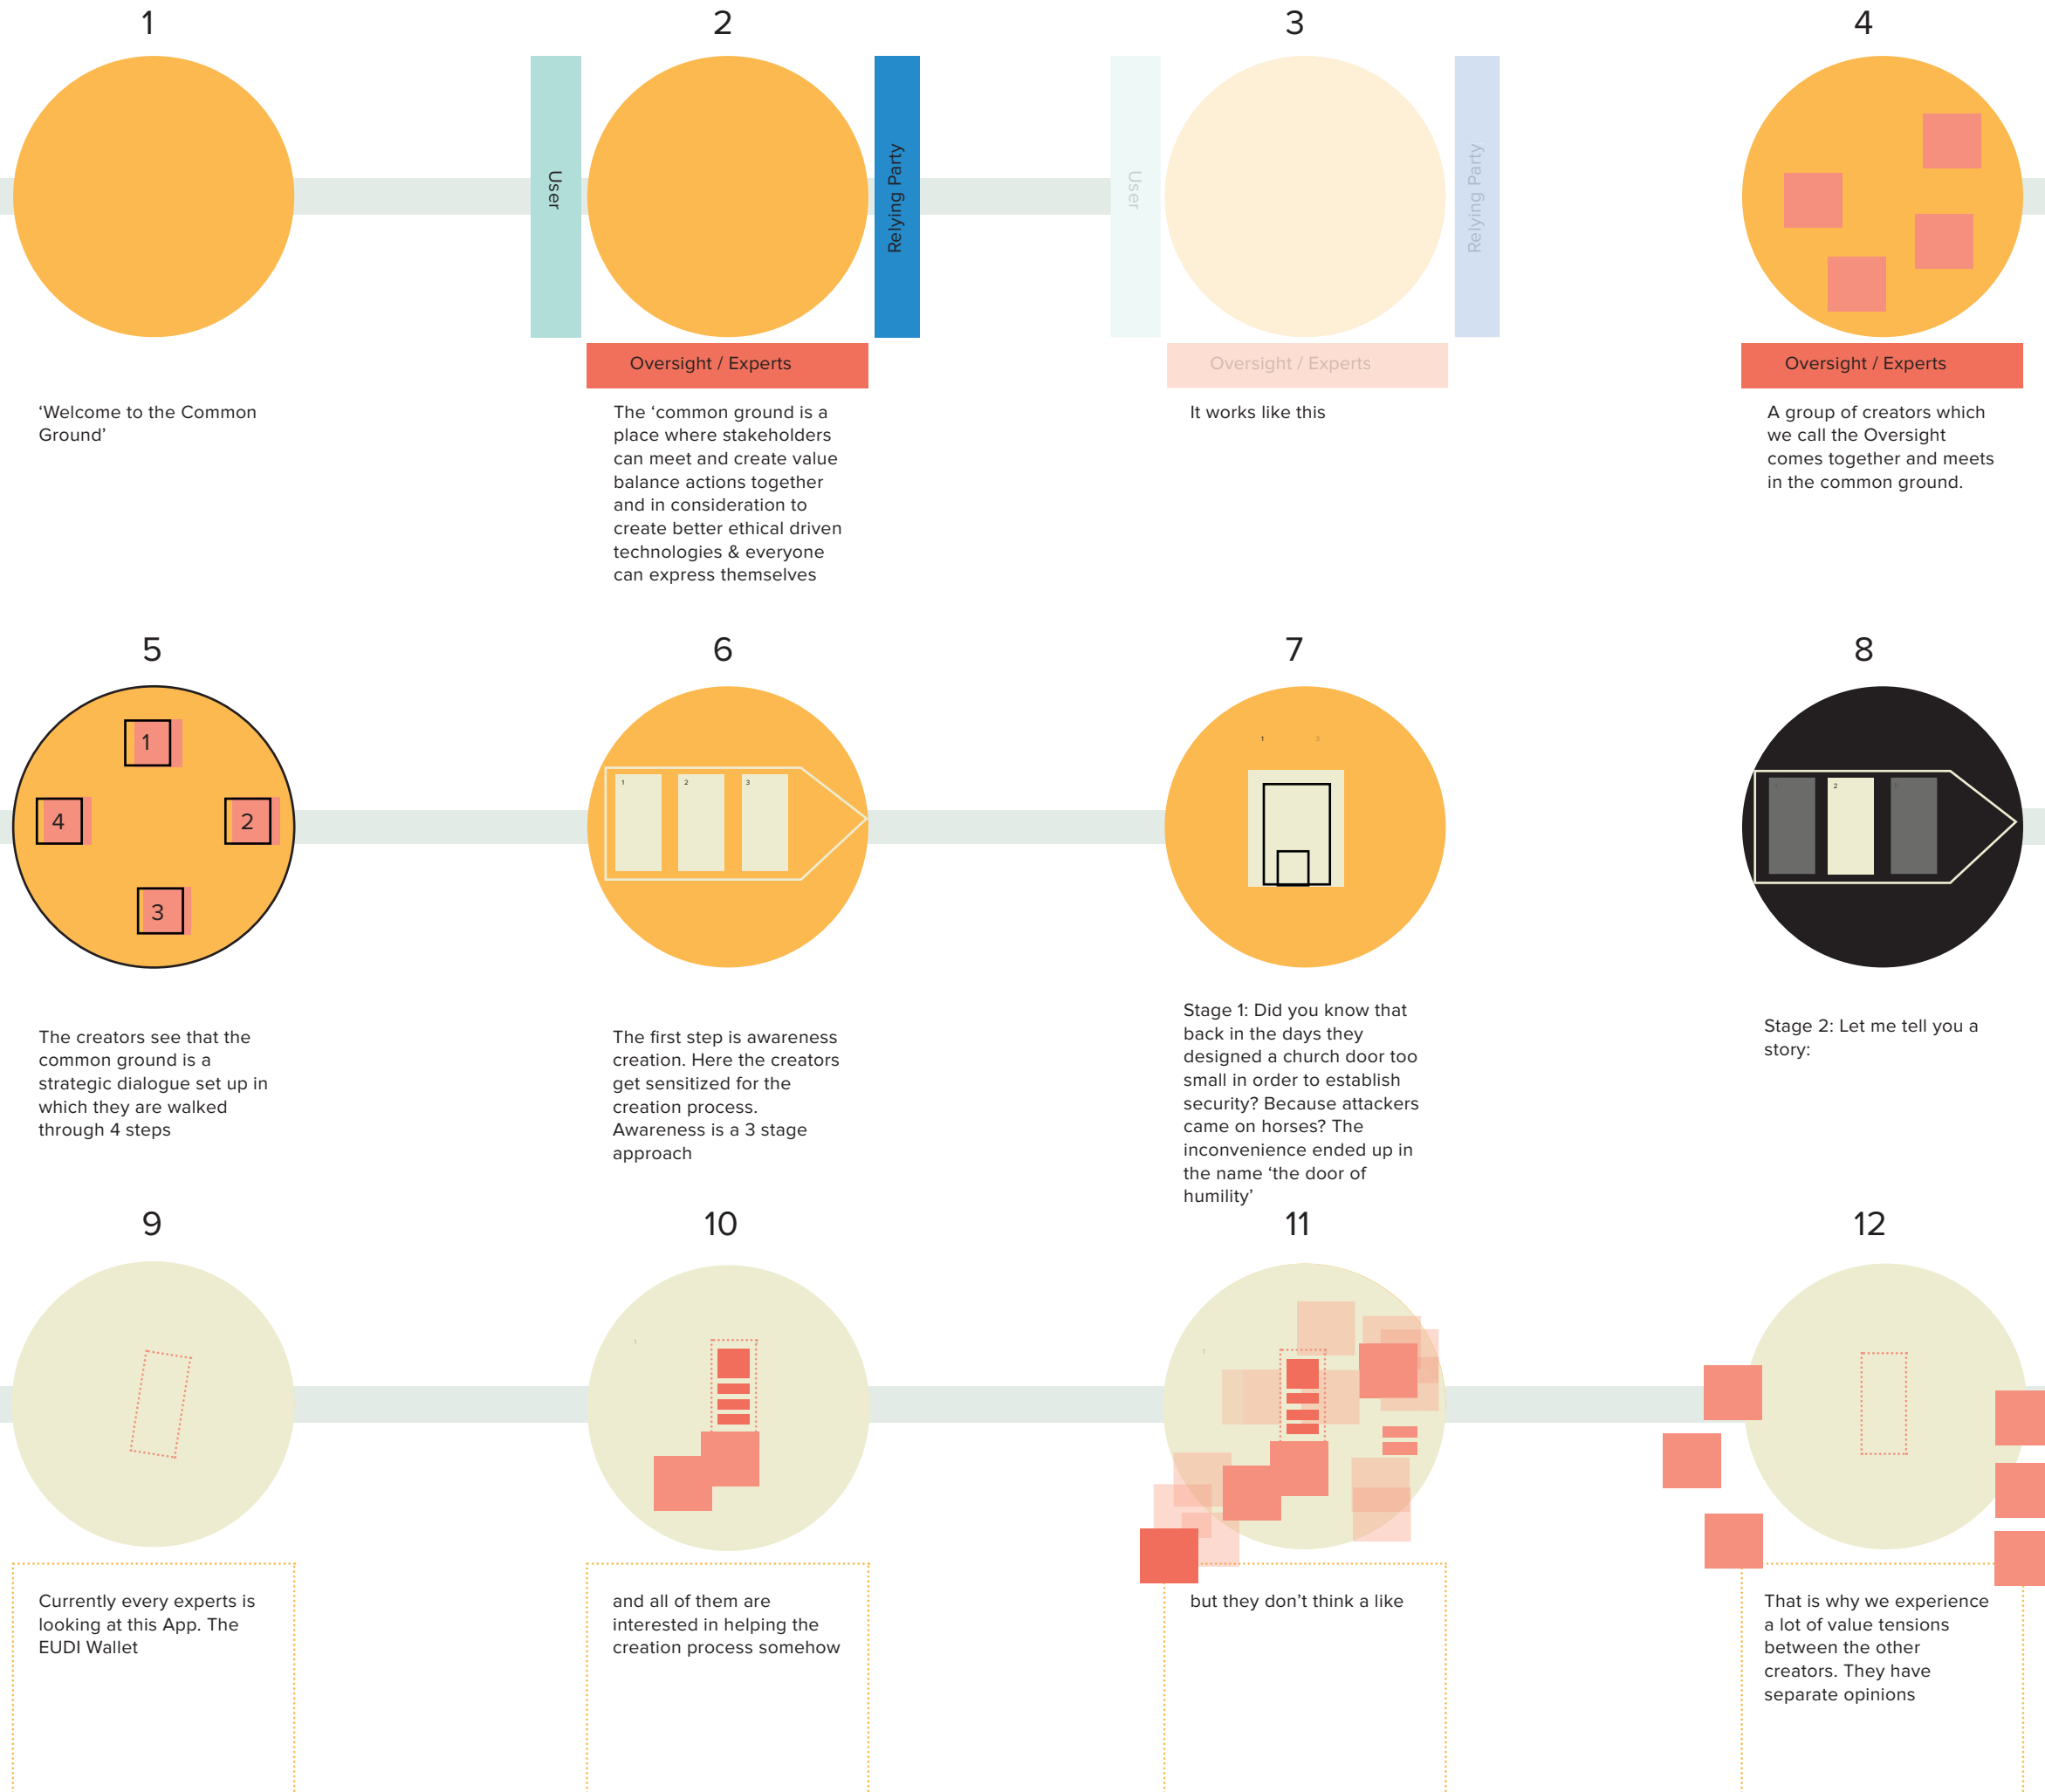 1
2
3
4
User
Relying Party
User
Relying Party
Oversight / Experts
Oversight / Experts
Oversight / Experts
‘Welcome to the Common
Ground’
The ‘common ground is a
place where stakeholders
can meet and create value
balance actions together
and in consideration to
create better ethical driven
technologies & everyone
can express themselves
It works like this
A group of creators which
we call the Oversight
comes together and meets
in the common ground.
5
6
7
8
1
4
2
3
1
2
3
1
3
1
2
3
The creators see that the
common ground is a
strategic dialogue set up in
which they are walked
through 4 steps
The first step is awareness
creation. Here the creators
get sensitized for the
creation process.
Awareness is a 3 stage
approach
Stage 1: Did you know that
back in the days they
designed a church door too
small in order to establish
security? Because attackers
came on horses? The
inconvenience ended up in
the name ‘the door of
humility’
Stage 2: Let me tell you a
story:
9
10
11
12
1
1
Currently every experts is
looking at this App. The
EUDI Wallet
and all of them are
interested in helping the
creation process somehow
but they don’t think a like
That is why we experience
a lot of value tensions
between the other
creators. They have
separate opinions